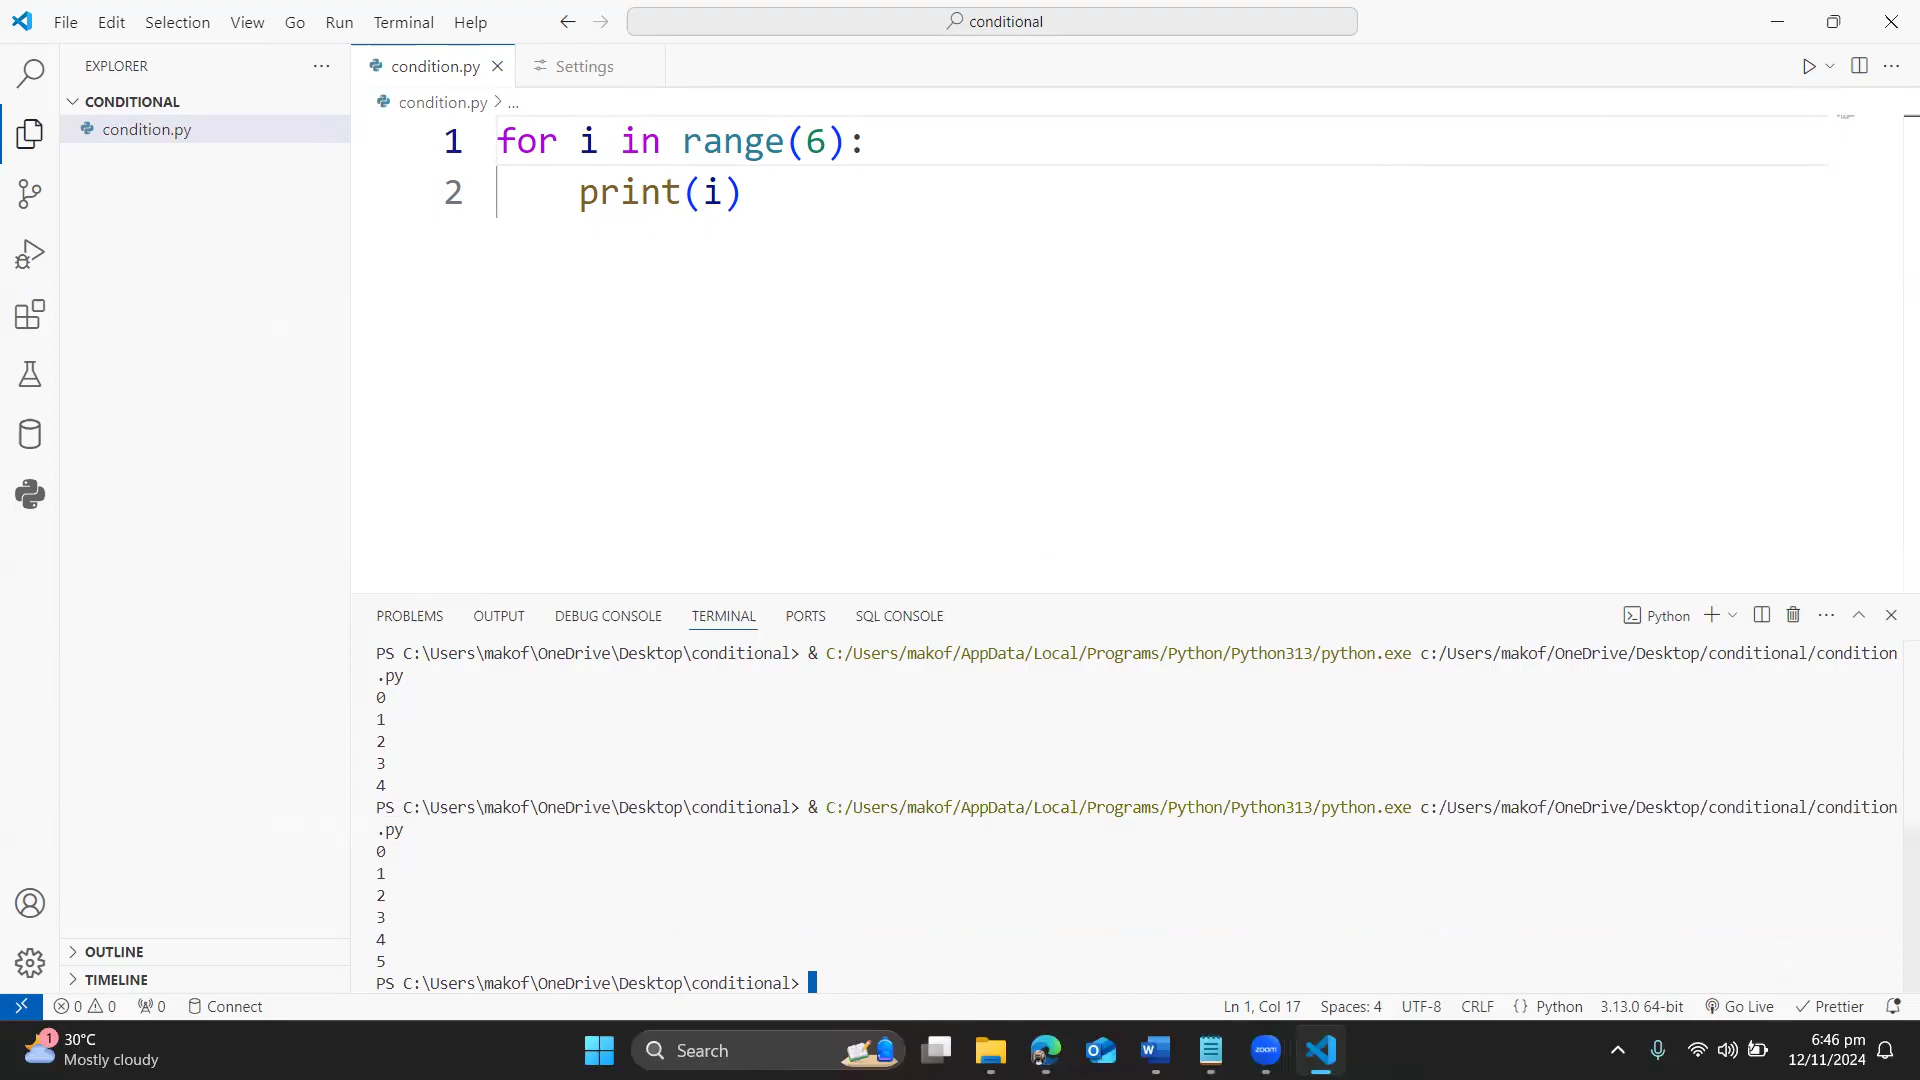 File Edit Selection View Go Run Terminal Help
conditional
EXPLORER
CONDITIONAL
condition.py
OUTLINE
TIMELINE
condition.py
Settings
condition.py > ...
1 for i in range(6):
2 print(i)
PROBLEMS OUTPUT DEBUG CONSOLE TERMINAL PORTS SQL CONSOLE
Python
PS C:\Users\makof\OneDrive\Desktop\conditional> & C:/Users/makof/AppData/Local/Programs/Python/Python313/python.exe c:/Users/makof/OneDrive/Desktop/conditional/condition
.py
0
1
2
3
4
PS C:\Users\makof\OneDrive\Desktop\conditional> & C:/Users/makof/AppData/Local/Programs/Python/Python313/python.exe c:/Users/makof/OneDrive/Desktop/conditional/condition
.py
0
1
2
3
4
5
PS C:\Users\makof\OneDrive\Desktop\conditional>
0 0 0 Connect
Ln 1, Col 17 Spaces: 4 UTF-8 CRLF {} Python 3.13.0 64-bit Go Live Prettier
1
30°C
Mostly cloudy
Search
zoom
6:46 pm
12/11/2024